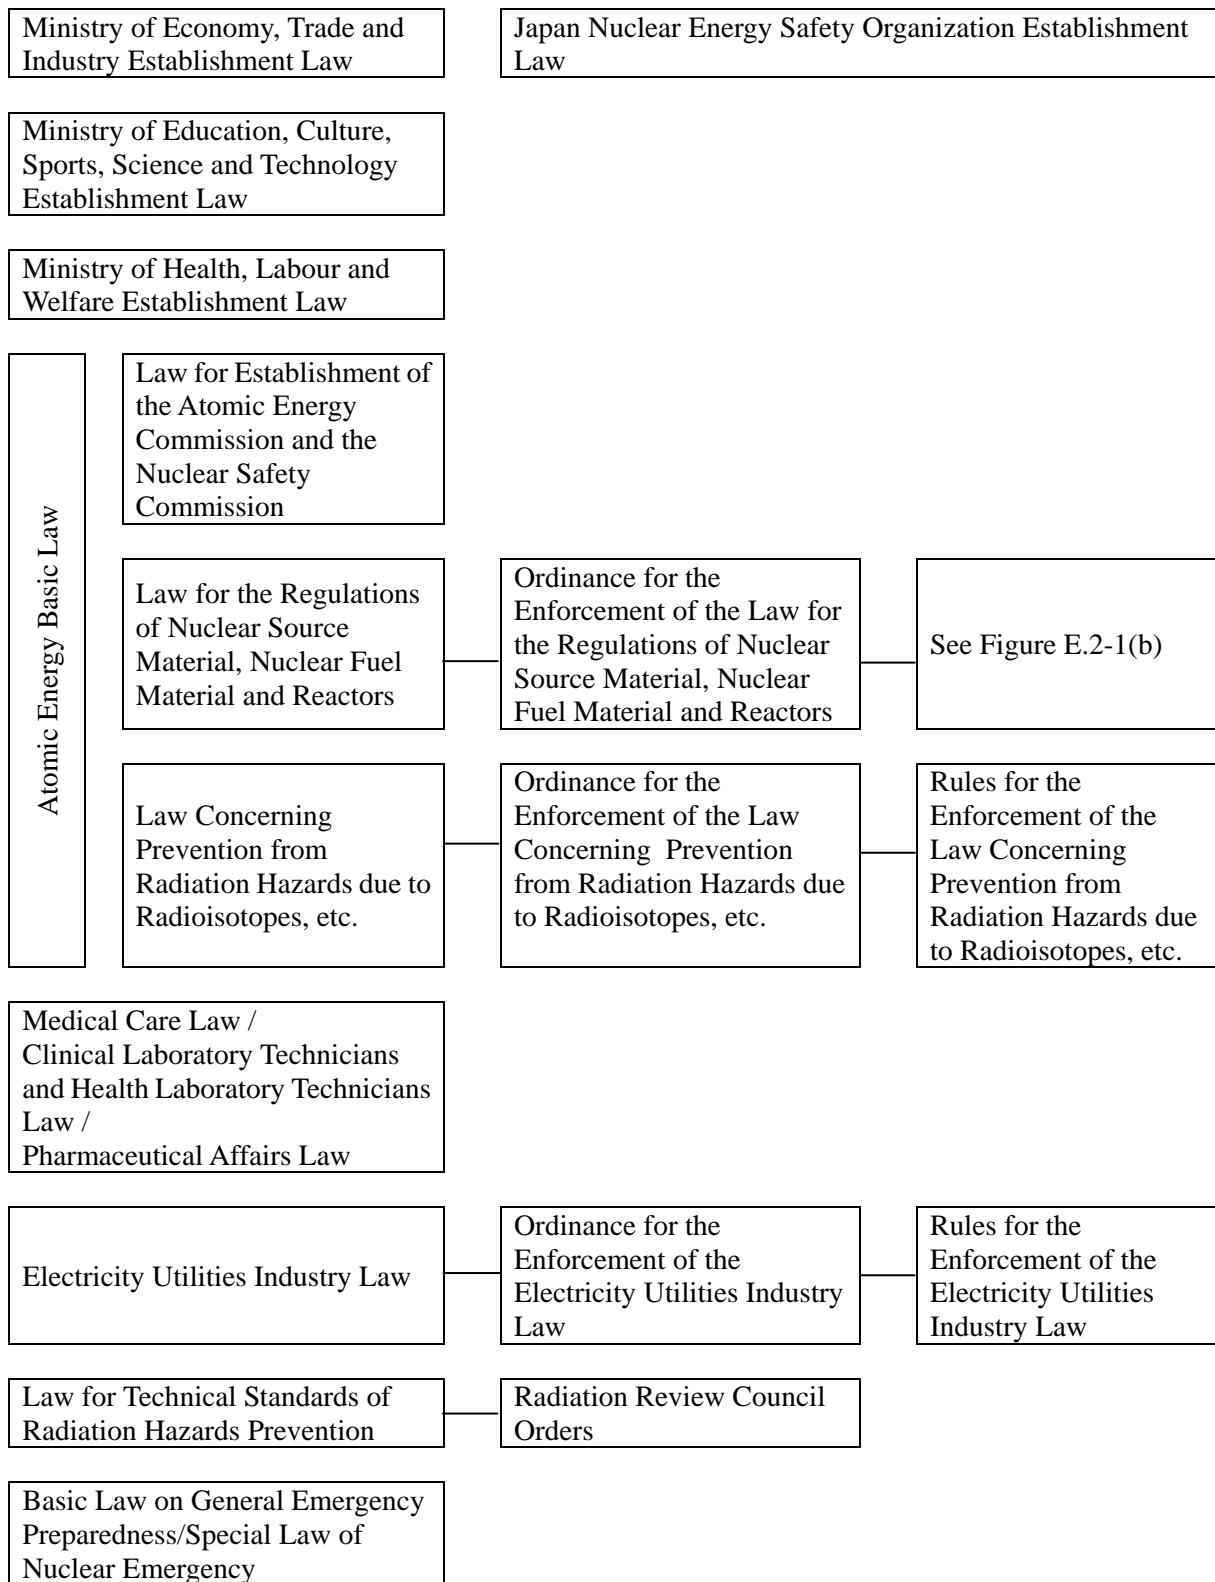 Ministry of Economy, Trade and
Industry Establishment Law
Japan Nuclear Energy Safety Organization Establishment
Law
Ministry of Education, Culture,
Sports, Science and Technology
Establishment Law
Ministry of Health, Labour and
Welfare Establishment Law
Atomic Energy Basic Law
Law for Establishment of
the Atomic Energy
Commission and the
Nuclear Safety
Commission
Law for the Regulations
of Nuclear Source
Material, Nuclear Fuel
Material and Reactors
Ordinance for the
Enforcement of the Law for
the Regulations of Nuclear
Source Material, Nuclear
Fuel Material and Reactors
See Figure E.2-1(b)
Law Concerning
Prevention from
Radiation Hazards due to
Radioisotopes, etc.
Ordinance for the
Enforcement of the Law
Concerning Prevention
from Radiation Hazards due
to Radioisotopes, etc.
Rules for the
Enforcement of the
Law Concerning
Prevention from
Radiation Hazards due
to Radioisotopes, etc.
Medical Care Law /
Clinical Laboratory Technicians
and Health Laboratory Technicians
Law /
Pharmaceutical Affairs Law
Electricity Utilities Industry Law
Ordinance for the
Enforcement of the
Electricity Utilities Industry
Law
Rules for the
Enforcement of the
Electricity Utilities
Industry Law
Law for Technical Standards of
Radiation Hazards Prevention
Radiation Review Council
Orders
Basic Law on General Emergency
Preparedness/Special Law of
Nuclear Emergency